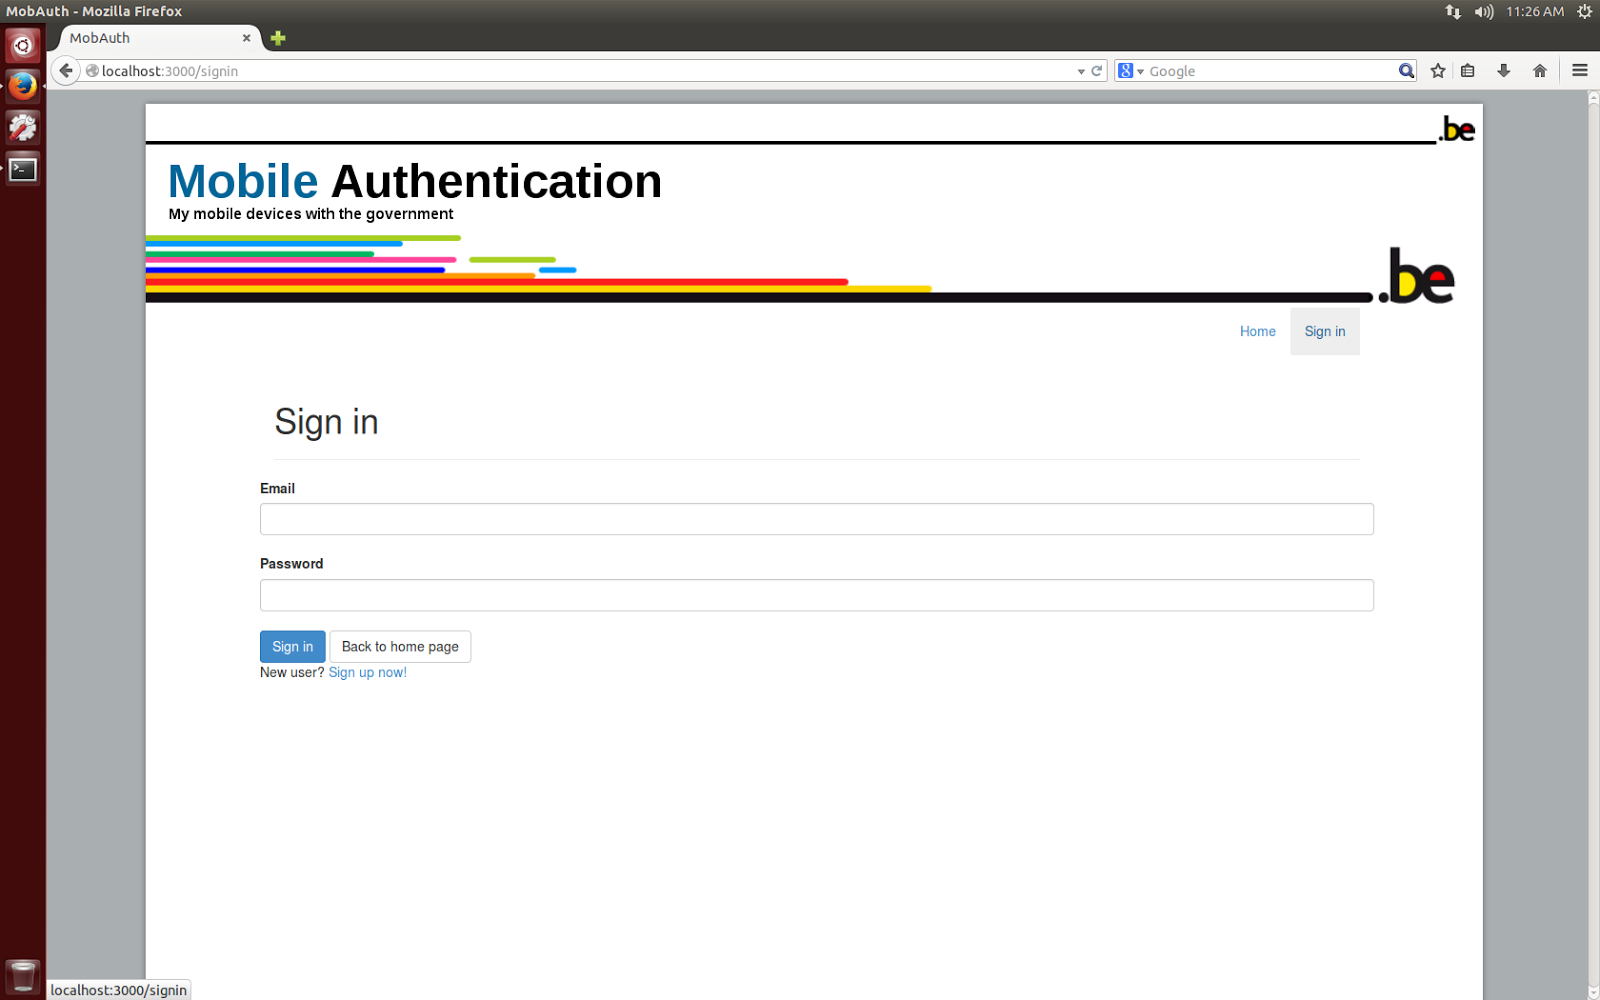 MobAuth - Mozilla Firefox
11:26 AM
MobAuth
localhost:3000/signin
8
Google
.be
Mobile Authentication
My mobile devices with the government
.be
Home
Sign in
Sign in
Email
Password
Sign in
Back to home page
New user? Sign up now!
localhost:3000/signin